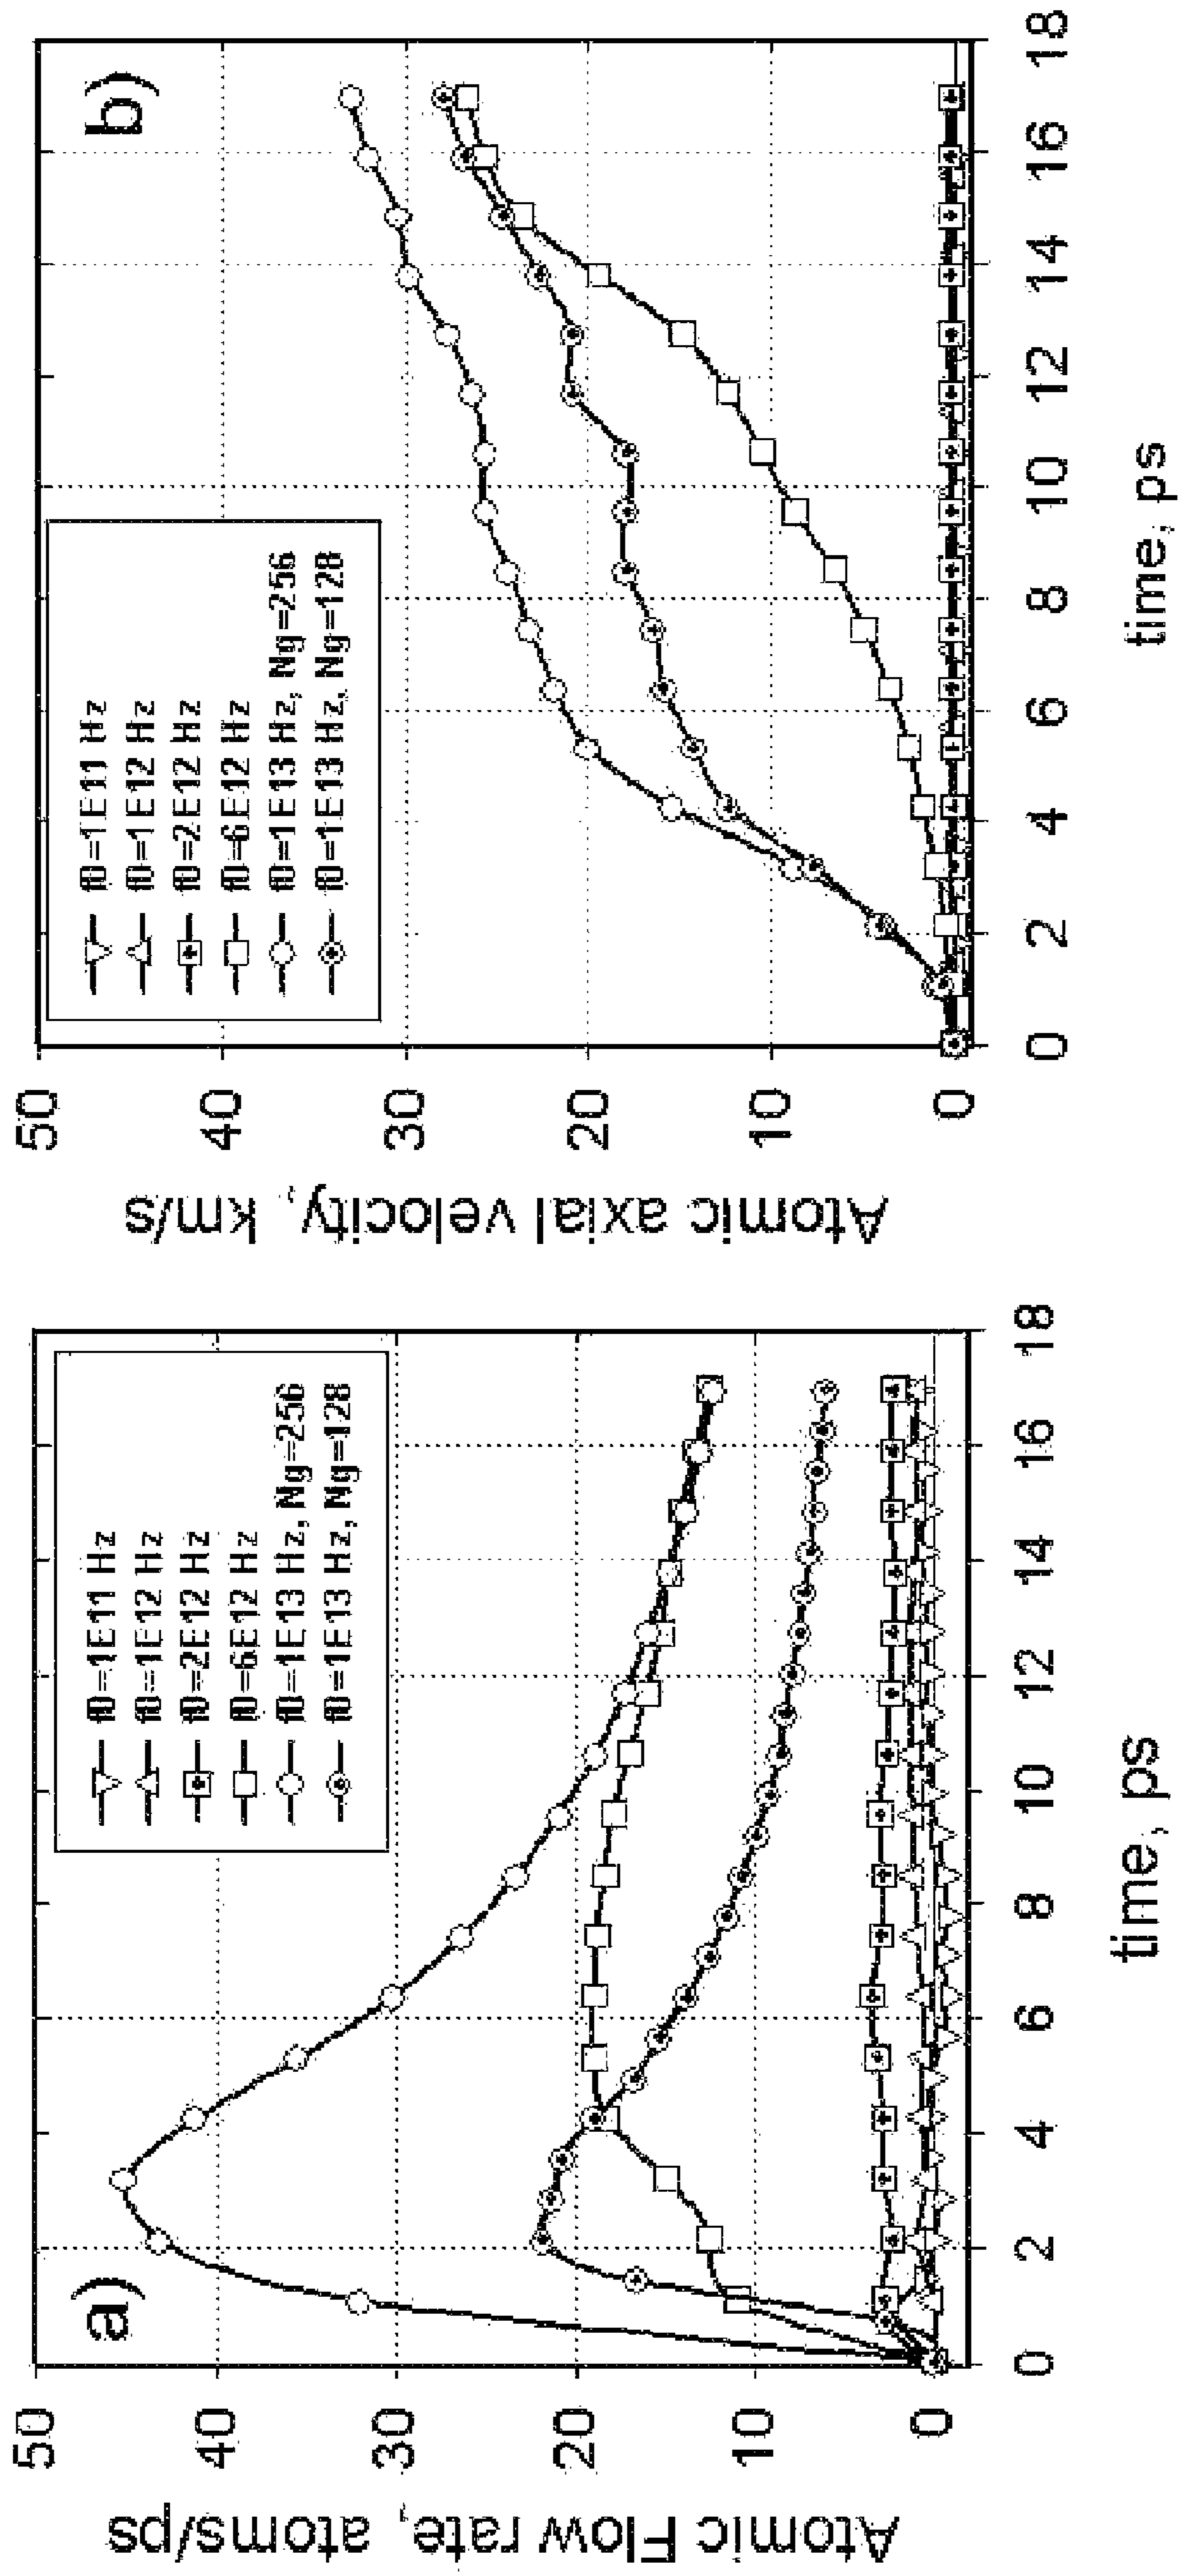 a)
Atomic Flow rate, atoms/ps
50
40
30
20
10
0
f0=1E11 Hz
f0=1E12 Hz
f0=2E12 Hz
f0=6E12 Hz
f0=1E13 Hz, Ng=256
f0=1E13 Hz, Ng=128
0 2 4 6 8 10 12 14 16 18
time, ps
b)
Atomic axial velocity, km/s
50
40
30
20
10
0
f0=1E11 Hz
f0=1E12 Hz
f0=2E12 Hz
f0=6E12 Hz
f0=1E13 Hz, Ng=256
f0=1E13 Hz, Ng=128
0 2 4 6 8 10 12 14 16 18
time, ps